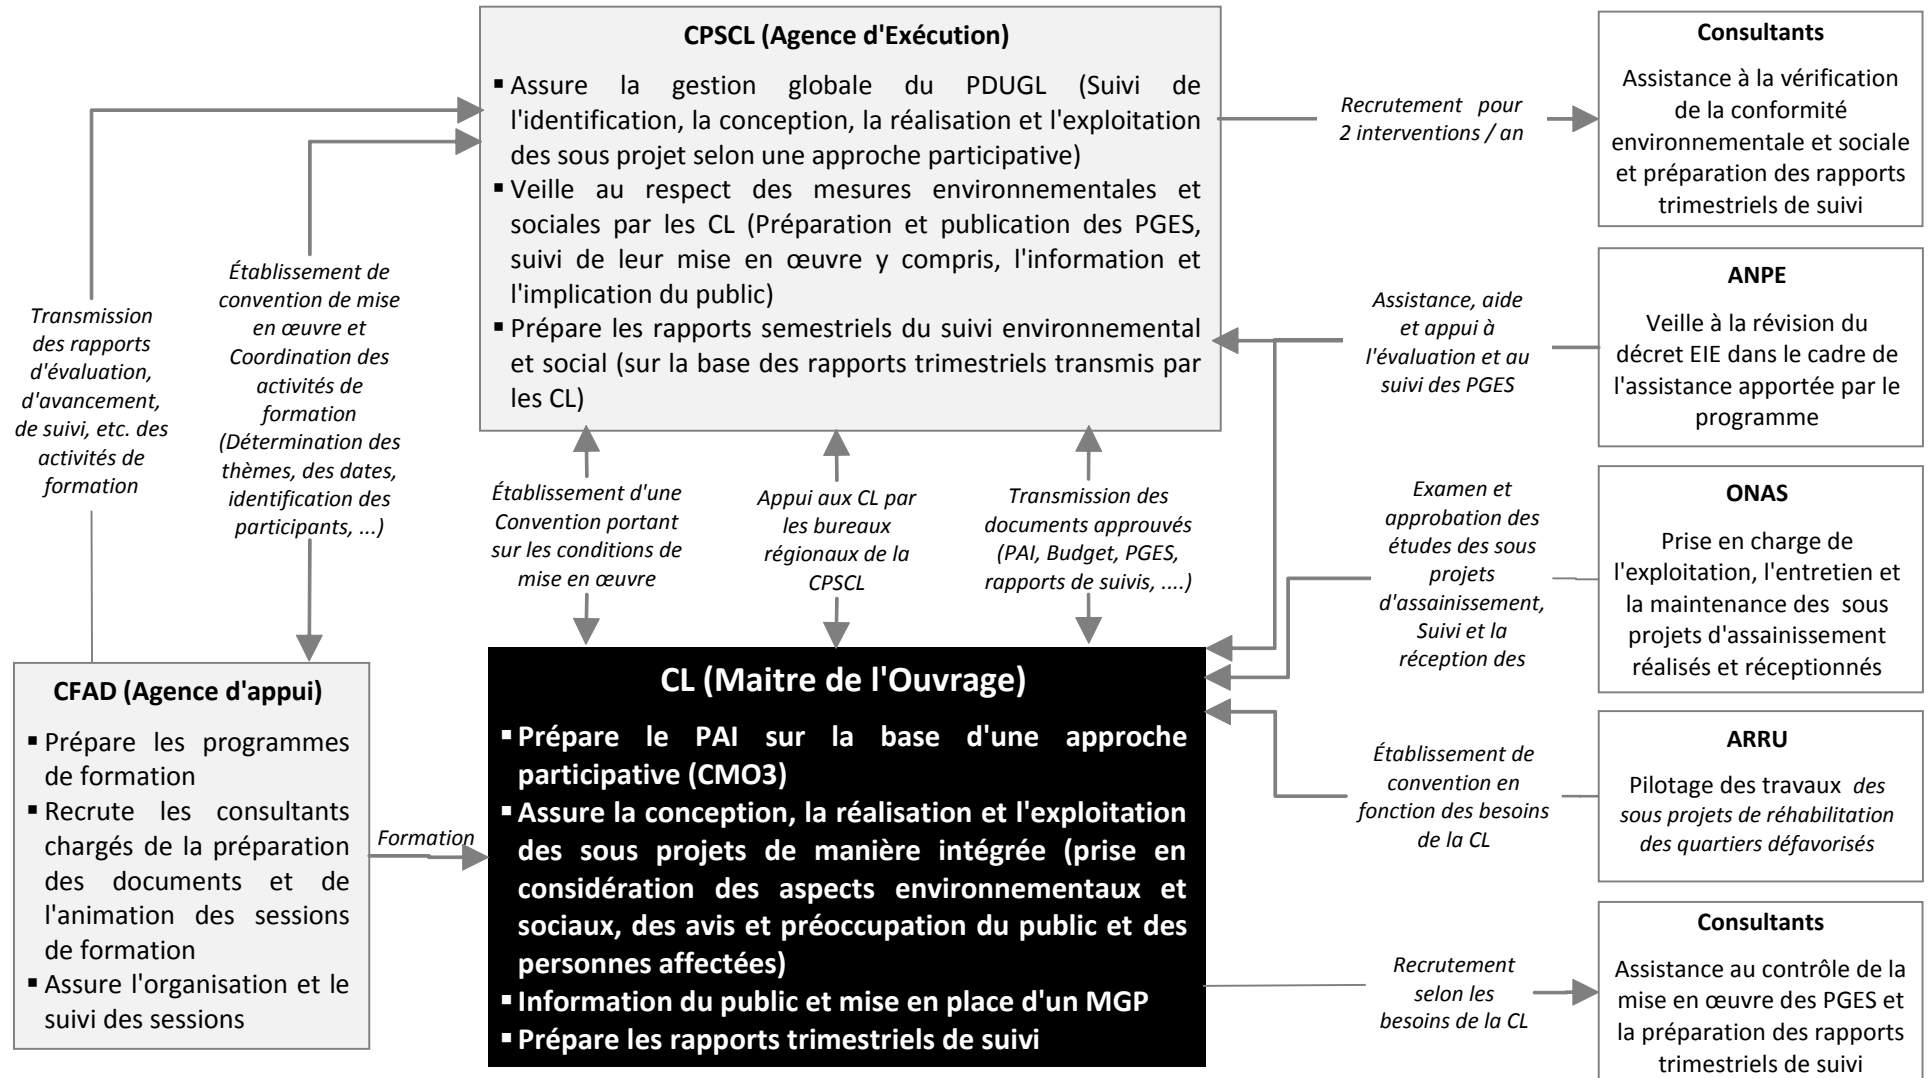 CPSCL (Agence d'Exécution)
▪ Assure la gestion globale du PDUGL (Suivi de
l'identification, la conception, la réalisation et l'exploitation
des sous projet selon une approche participative)
▪ Veille au respect des mesures environnementales et
sociales par les CL (Préparation et publication des PGES,
suivi de leur mise en œuvre y compris, l'information et
l'implication du public)
▪ Prépare les rapports semestriels du suivi environnemental
et social (sur la base des rapports trimestriels transmis par
les CL)
Recrutement pour
2 interventions / an
Consultants
Assistance à la vérification
de la conformité
environnementale et sociale
et préparation des rapports
trimestriels de suivi
Transmission
des rapports
d'évaluation,
d'avancement,
de suivi, etc. des
activités de
formation
Établissement de
convention de mise
en œuvre et
Coordination des
activités de
formation
(Détermination des
thèmes, des dates,
identification des
participants, ...)
Assistance, aide
et appui à
l'évaluation et au
suivi des PGES
ANPE
Veille à la révision du
décret EIE dans le cadre de
l'assistance apportée par le
programme
Établissement d'une
Convention portant
sur les conditions de
mise en œuvre
Appui aux CL par
les bureaux
régionaux de la
CPSCL
Transmission des
documents approuvés
(PAI, Budget, PGES,
rapports de suivis, ....)
Examen et
approbation des
études des sous
projets
d'assainissement,
Suivi et la
réception des
ONAS
Prise en charge de
l'exploitation, l'entretien et
la maintenance des sous
projets d'assainissement
réalisés et réceptionnés
CFAD (Agence d'appui)
▪ Prépare les programmes
de formation
▪ Recrute les consultants
chargés de la préparation
des documents et de
l'animation des sessions
de formation
▪ Assure l'organisation et le
suivi des sessions
Formation
CL (Maitre de l'Ouvrage)
▪ Prépare le PAI sur la base d'une approche
participative (CMO3)
▪ Assure la conception, la réalisation et l'exploitation
des sous projets de manière intégrée (prise en
considération des aspects environnementaux et
sociaux, des avis et préoccupation du public et des
personnes affectées)
▪ Information du public et mise en place d'un MGP
▪ Prépare les rapports trimestriels de suivi
Établissement de
convention en
fonction des besoins
de la CL
ARRU
Pilotage des travaux des
sous projets de réhabilitation
des quartiers défavorisés
Recrutement
selon les
besoins de la CL
Consultants
Assistance au contrôle de la
mise en œuvre des PGES et
la préparation des rapports
trimestriels de suivi